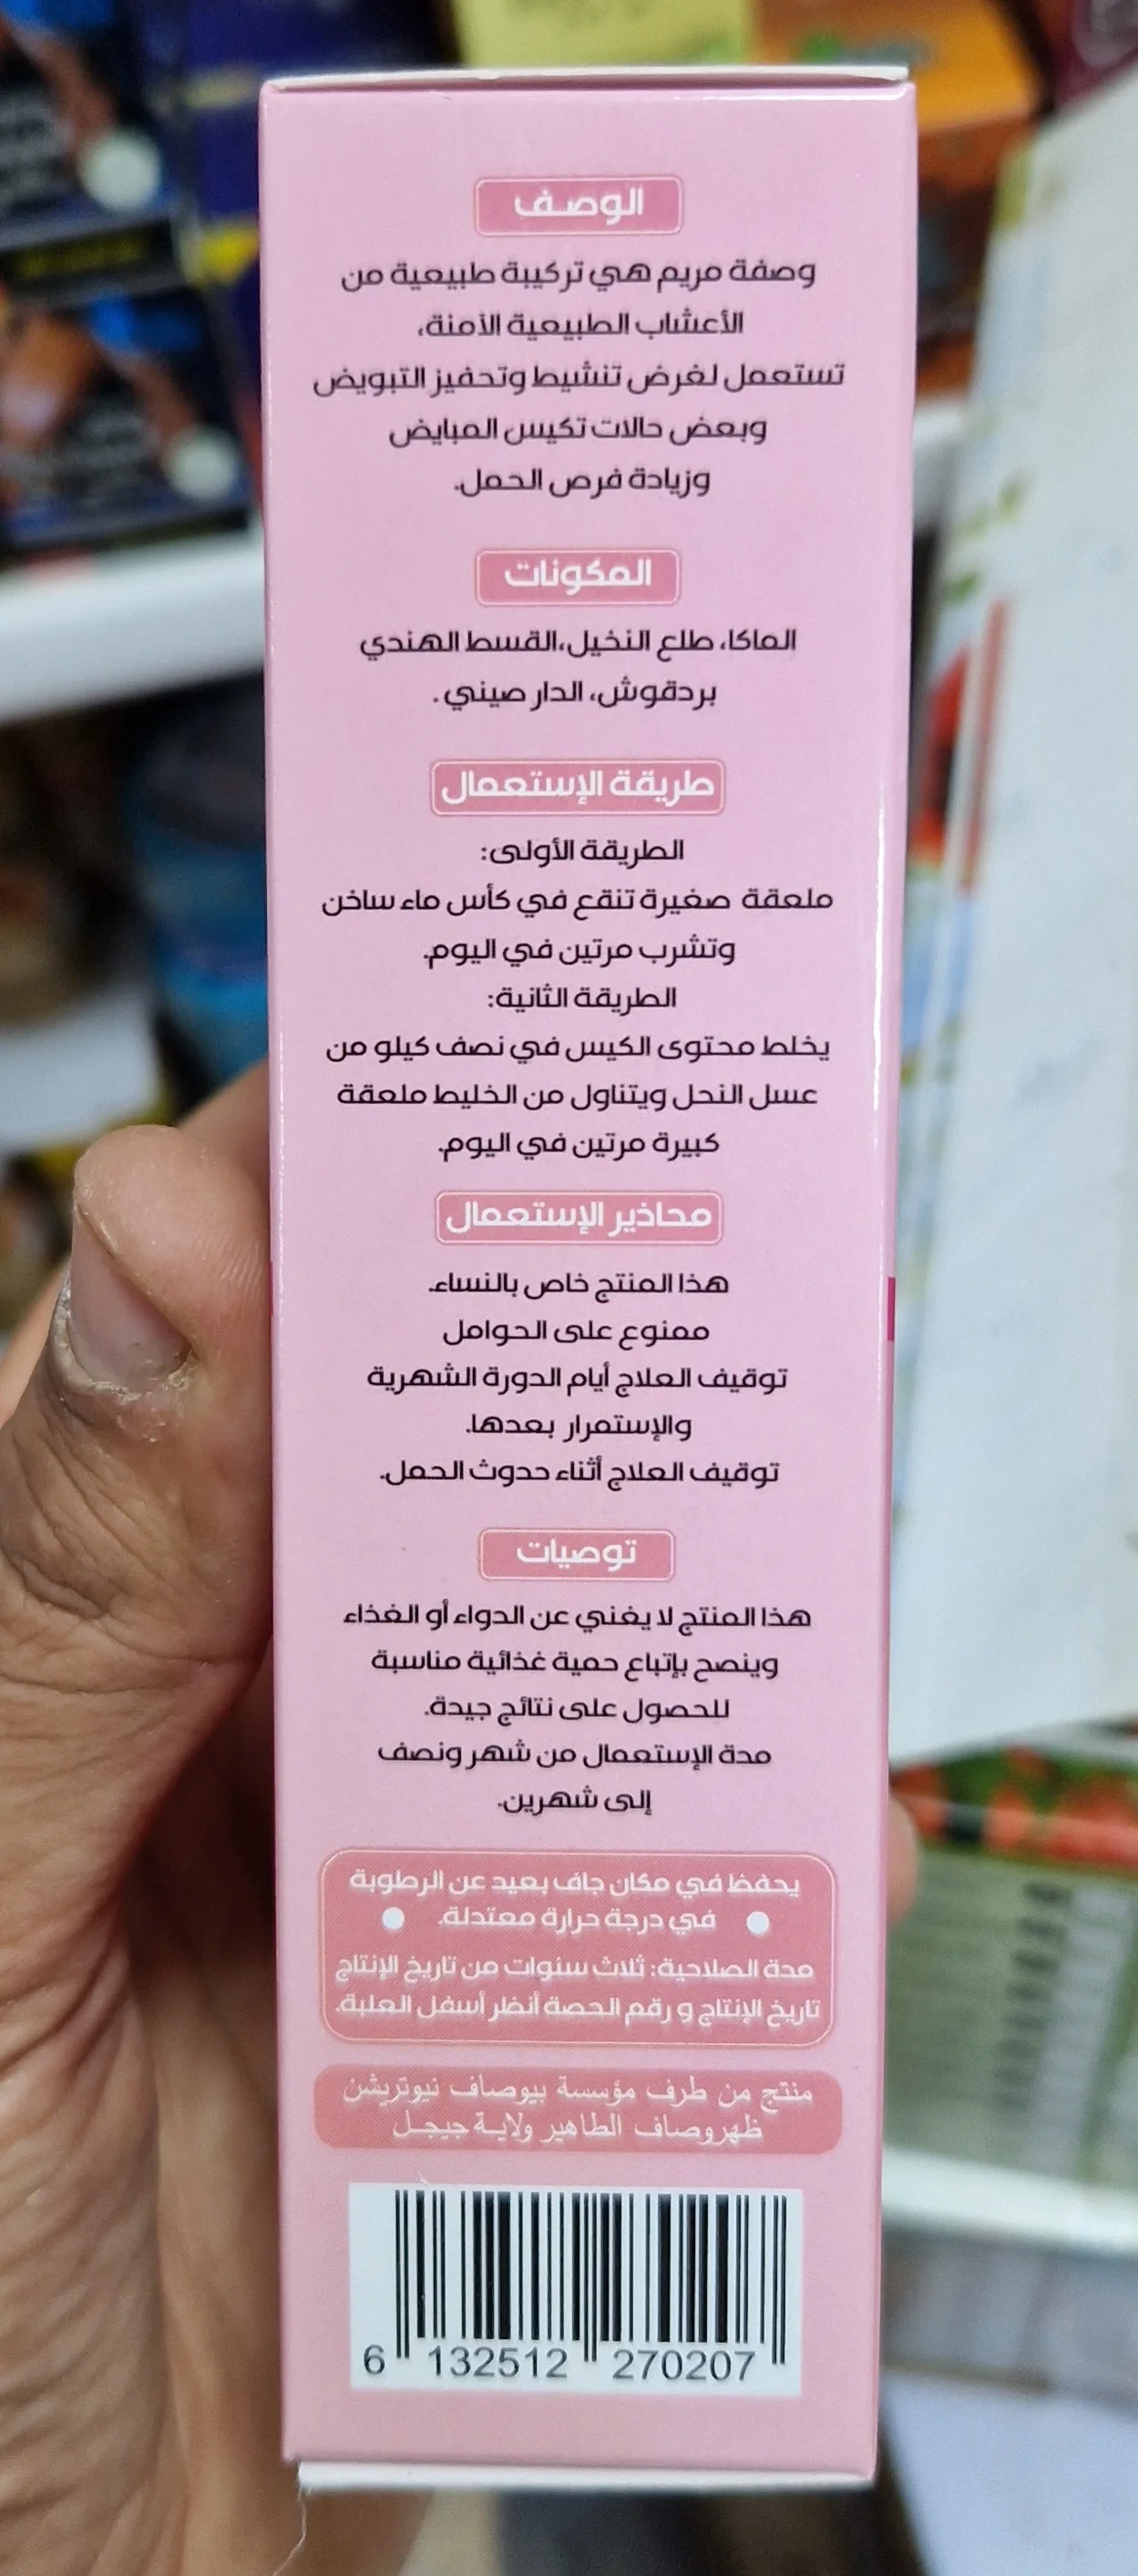 الوصف
وصفة مريم هي تركيبة طبيعية من
الأعشاب الطبيعية الآمنة،
تستعمل لغرض تنشيط وتحفيز التبويض
وبعض حالات تكيس المبايض
وزيادة فرص الحمل.
المكونات
الماكا، طلع النخيل،القسط الهندي
بردقوش، الدار صيني .
طريقة الإستعمال
الطريقة الأولى:
ملعقة صغيرة تنقع في كأس ماء ساخن
وتشرب مرتين في اليوم.
الطريقة الثانية:
يخلط محتوى الكيس في نصف كيلو من
عسل النحل ويتناول من الخليط ملعقة
كبيرة مرتين في اليوم.
محاذير الإستعمال
هذا المنتج خاص بالنساء.
ممنوع على الحوامل
توقيف العلاج أيام الدورة الشهرية
والإستمرار بعدها.
توقيف العلاج أثناء حدوث الحمل.
توصيات
هذا المنتج لا يغني عن الدواء أو الغذاء
وينصح بإتباع حمية غذائية مناسبة
للحصول على نتائج جيدة.
مدة الإستعمال من شهر ونصف
إلى شهرين.
يحفظ في مكان جاف بعيد عن الرطوبة
في درجة حرارة معتدلة.
مدة الصلاحية: ثلاث سنوات من تاريخ الإنتاج
تاريخ الإنتاج و رقم الحصة أنظر أسفل العلبة.
منتج من طرف مؤسسة بيوصاف نيوتريشن
ظهروصاف الطاهير ولاية جيجل
6 132512 270207